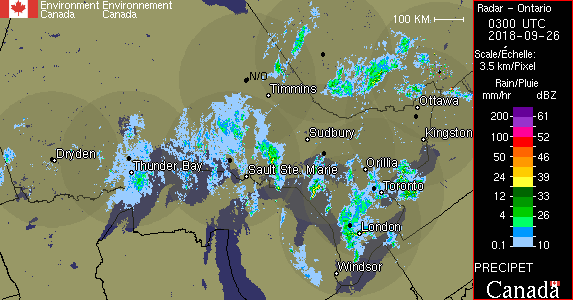 Environment Environnement
Canada Canada
100 KM
N/O
Timmins
Ottawa
Sudbury
Kingston
Dryden
Thunder Bay
Sault Ste. Marie
Orillia
Toronto
London
Windsor
Radar - Ontario
0300 UTC
2018-09-26
Scale/Échelle:
3.5 km/Pixel
Rain/Pluie
mm/hr dBZ
200 61
100 52
50 46
24 39
12 33
4 26
0.1 10
PRECIPET
Canada